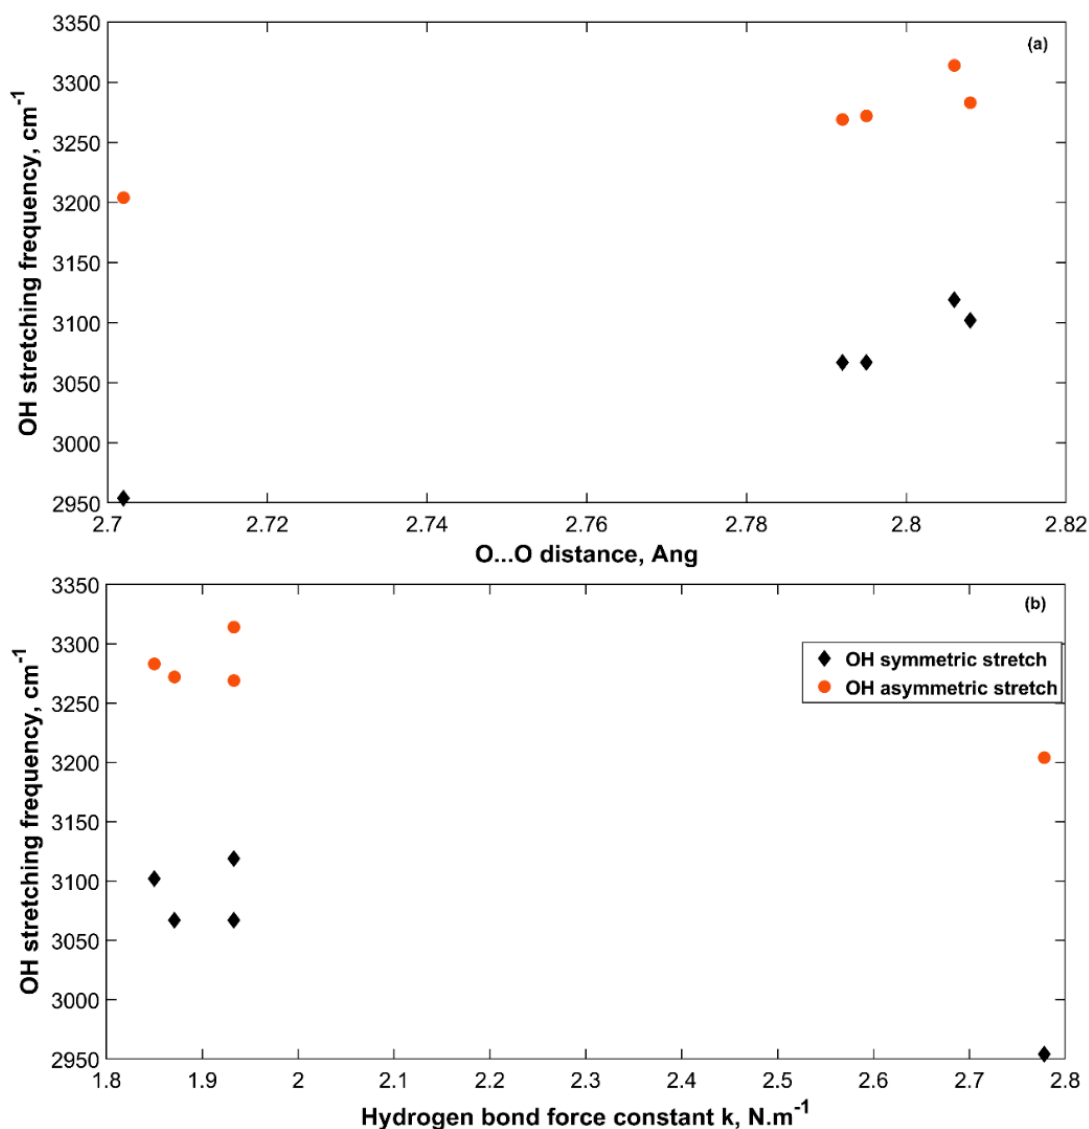 (a)
OH stretching frequency, cm-1
3350
3300
3250
3200
3150
3100
3050
3000
2950
2.7 2.72 2.74 2.76 2.78 2.8 2.82
O...O distance, Ang
(b)
OH stretching frequency, cm-1
3350
3300
3250
3200
3150
3100
3050
3000
2950
OH symmetric stretch
OH asymmetric stretch
1.8 1.9 2 2.1 2.2 2.3 2.4 2.5 2.6 2.7 2.8
Hydrogen bond force constant k, N.m-1